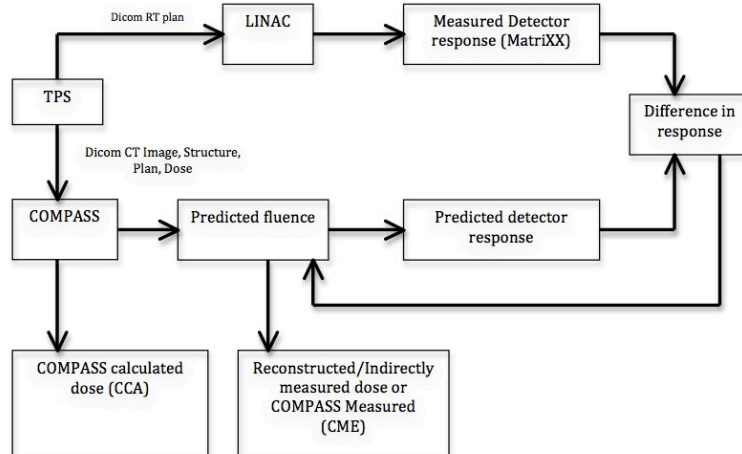 Dicom RT plan
LINAC
Measured Detector
response (MatriXX)
TPS
Difference in
response
Dicom CT Image, Structure,
Plan, Dose
COMPASS
Predicted fluence
Predicted detector
response
COMPASS calculated
dose (CCA)
Reconstructed/Indirectly
measured dose or
COMPASS Measured
(CME)